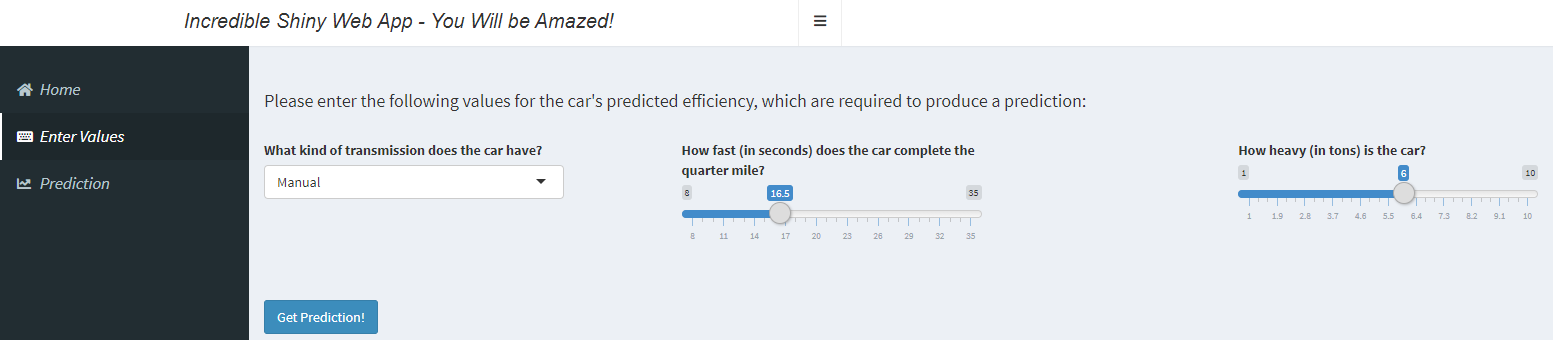 Incredible Shiny Web App - You Will be Amazed!
Home
Enter Values
Prediction
Please enter the following values for the car's predicted efficiency, which are required to produce a prediction:
What kind of transmission does the car have?
Manual
How fast (in seconds) does the car complete the
quarter mile?
8 16.5 35
8 11 14 17 20 23 26 29 32 35
How heavy (in tons) is the car?
1 6 10
1 1.9 2.8 3.7 4.6 5.5 6.4 7.3 8.2 9.1 10
Get Prediction!